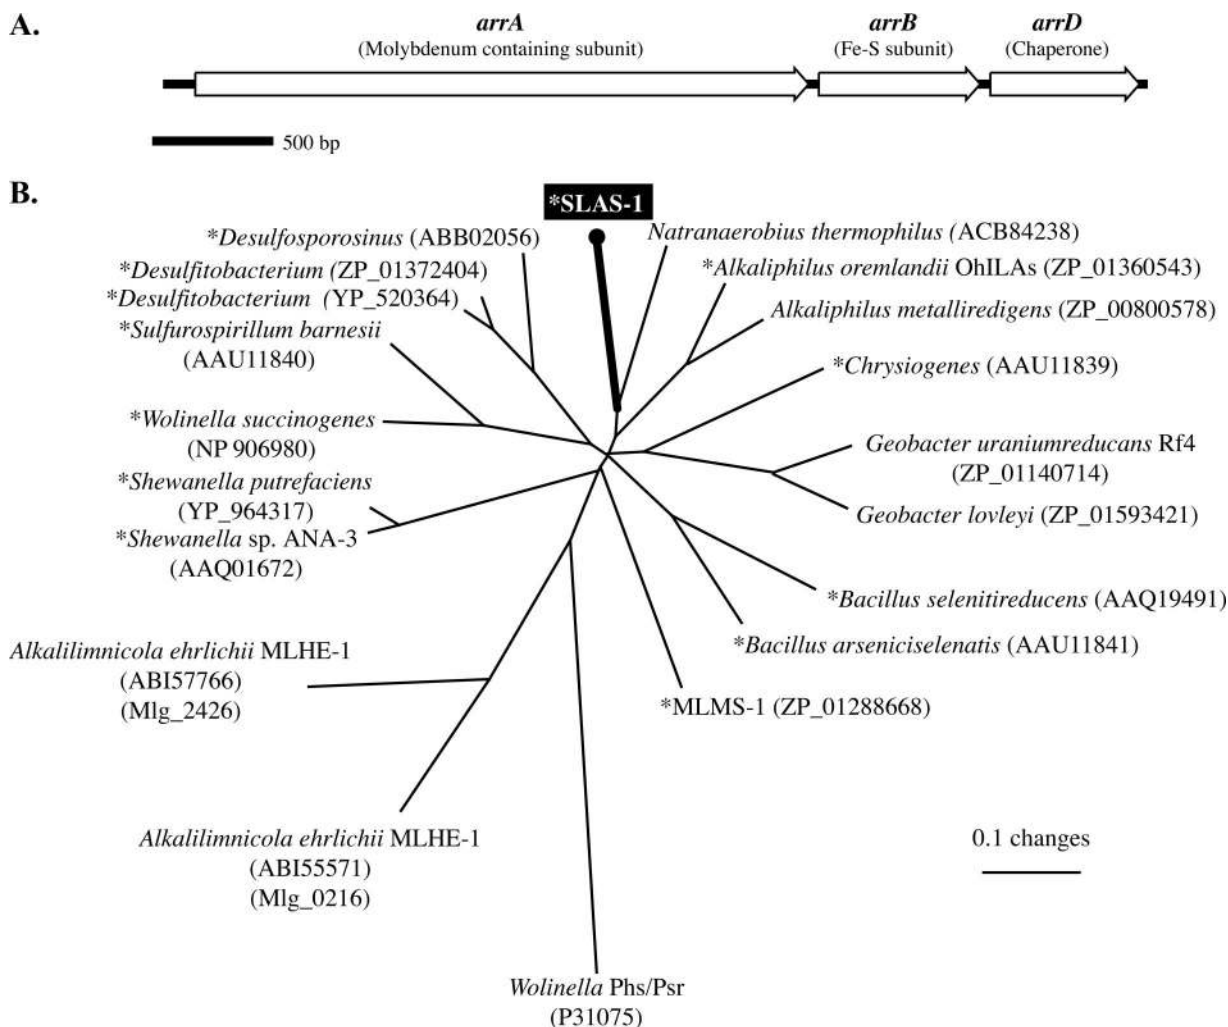 A.
arrA
(Molybdenum containing subunit)
arrB
(Fe-S subunit)
arrD
(Chaperone)
500 bp
B.
*SLAS-1
*Desulfosporosinus (ABB02056)
*Desulfitobacterium (ZP_01372404)
*Desulfitobacterium (YP_520364)
*Sulfurospirillum barnesii
(AAU11840)
*Wolinella succinogenes
(NP 906980)
*Shewanella putrefaciens
(YP_964317)
*Shewanella sp. ANA-3
(AAQ01672)
Alkalilimnicola ehrlichii MLHE-1
(ABI57766)
(Mlg_2426)
Alkalilimnicola ehrlichii MLHE-1
(ABI55571)
(Mlg_0216)
Wolinella Phs/Psr
(P31075)
Natranaerobius thermophilus (ACB84238)
*Alkaliphilus oremlandii OhILAs (ZP_01360543)
Alkaliphilus metalliredigens (ZP_00800578)
*Chrysiogenes (AAU11839)
Geobacter uraniumreducans Rf4
(ZP_01140714)
Geobacter lovleyi (ZP_01593421)
*Bacillus selenitireducens (AAQ19491)
*Bacillus arseniciselenatis (AAU11841)
*MLMS-1 (ZP_01288668)
0.1 changes